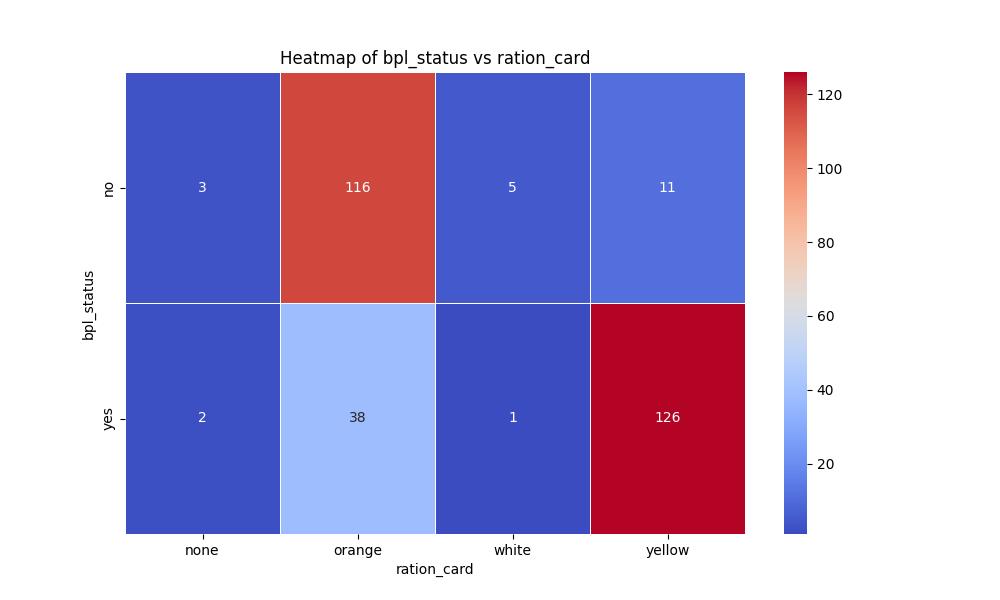 Heatmap of bpl_status vs ration_card
no
3
116
5
11
bpl_status
yes
2
38
1
126
none
orange
white
yellow
ration_card
120
100
80
60
40
20